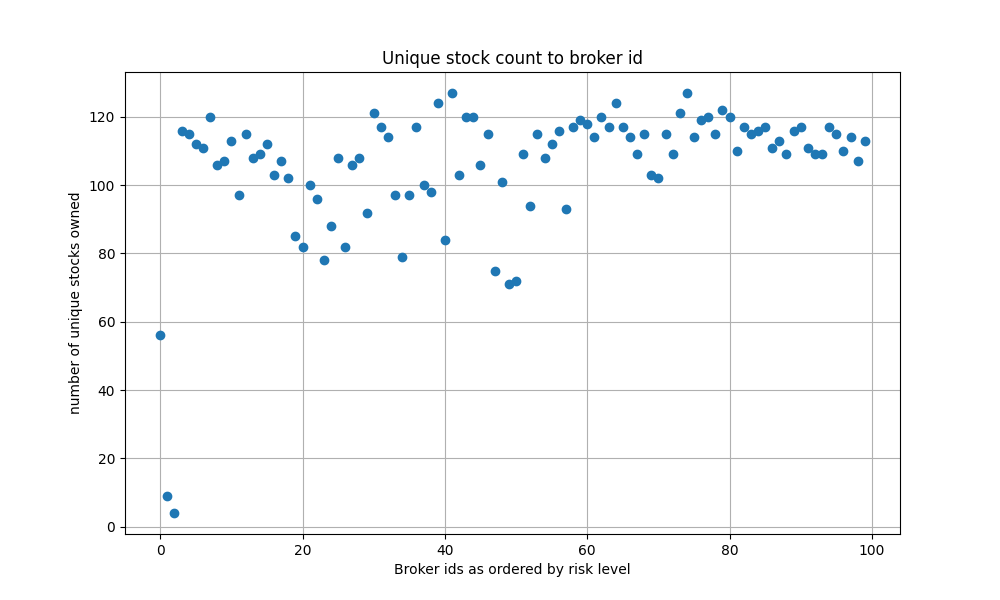 Unique stock count to broker id
number of unique stocks owned
120
100
80
60
40
20
0
0 20 40 60 80 100
Broker ids as ordered by risk level